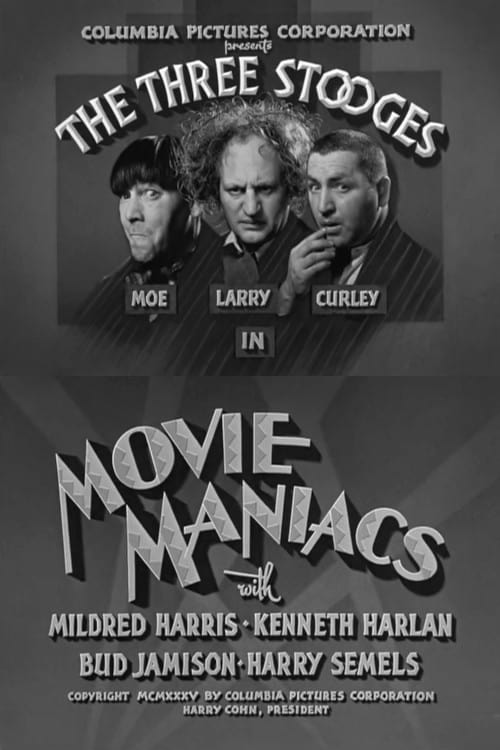 COLUMBIA PICTURES CORPORATION
presents
THE THREE STOOGES
MOE LARRY CURLEY
IN
MOVIE
MANIACS
with
MILDRED HARRIS · KENNETH HARLAN
BUD JAMISON · HARRY SEMELS
COPYRIGHT MCMXXXV BY COLUMBIA PICTURES CORPORATION
HARRY COHN, PRESIDENT